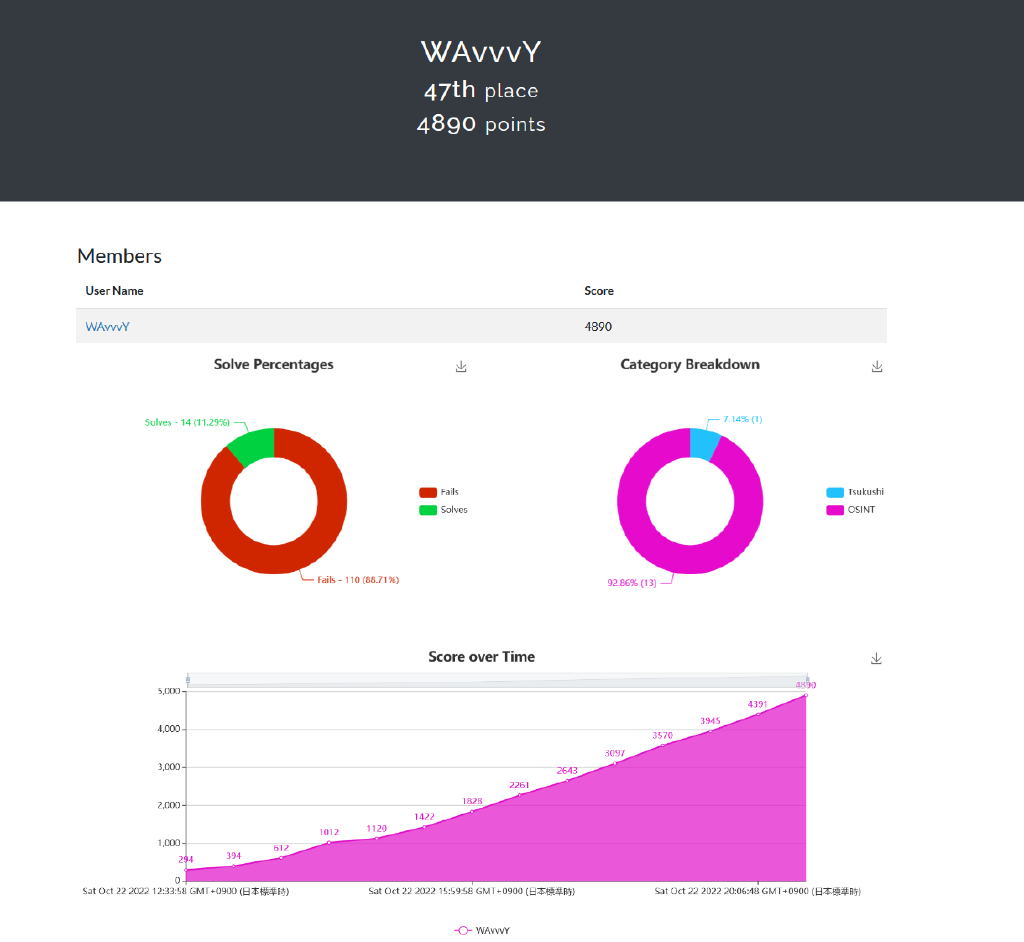 WAvvvY
47th place
4890 points
Members
User Name Score
WAvvvY 4890
Solve Percentages
Category Breakdown
Solves - 14 (11.29%)
Fails
Solves
Fails - 110 (88.71%)
7.14% (1)
Tsukushi
OSINT
92.86% (13)
Score over Time
5,000
4,000
3,000
2,000
1,000
0
294
394
612
1012
1120
1422
1828
2261
2643
3097
3570
3945
4391
4890
Sat Oct 22 2022 12:33:58 GMT+0900 (日本標準時)
Sat Oct 22 2022 15:59:58 GMT+0900 (日本標準時)
Sat Oct 22 2022 20:06:48 GMT+0900 (日本標準時)
WAvvvY